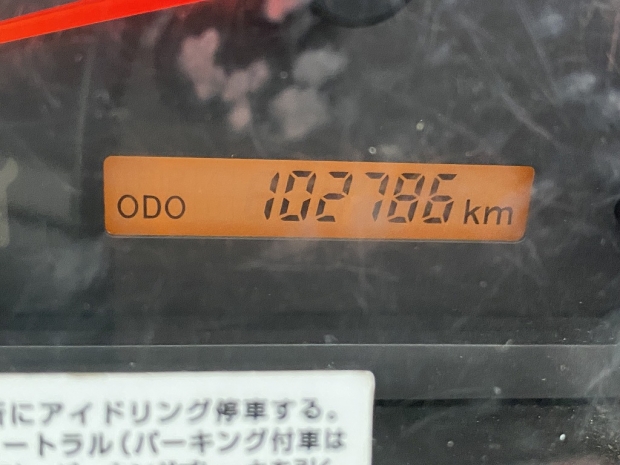 ODO 102786 km
にアイドリング停車する。
ートラル(パーキング付車は